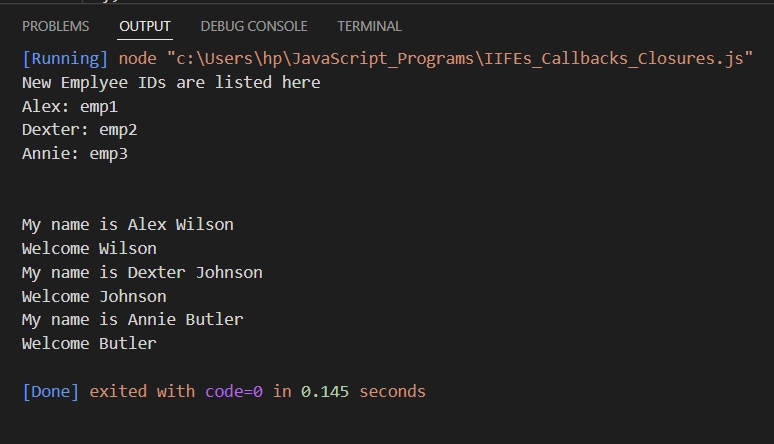 PROBLEMS OUTPUT DEBUG CONSOLE TERMINAL
[Running] node "c:\Users\hp\JavaScript_Programs\IIFEs_Callbacks_Closures.js"
New Emplyee IDs are listed here
Alex: emp1
Dexter: emp2
Annie: emp3
My name is Alex Wilson
Welcome Wilson
My name is Dexter Johnson
Welcome Johnson
My name is Annie Butler
Welcome Butler
[Done] exited with code=0 in 0.145 seconds